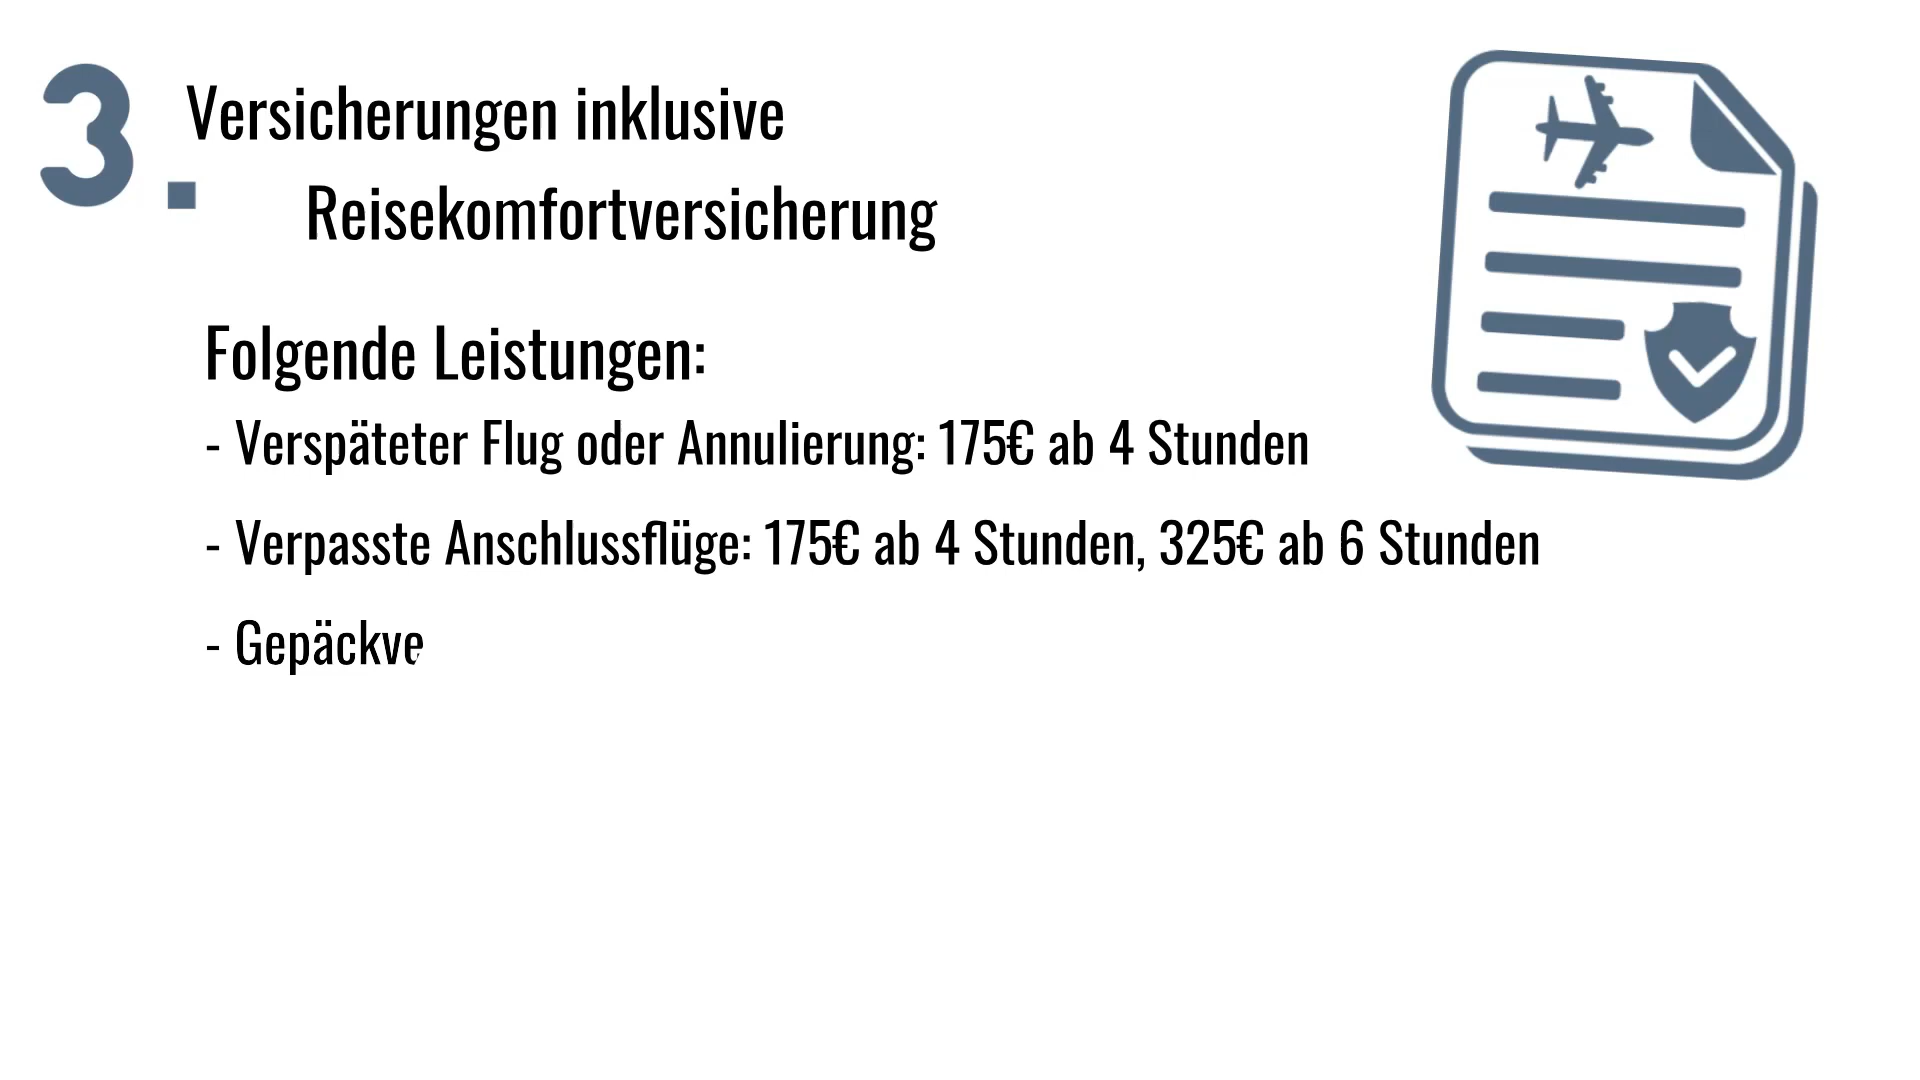 3. Versicherungen inklusive
Reisekomfortversicherung
Folgende Leistungen:
- Verspäteter Flug oder Annulierung: 175€ ab 4 Stunden
- Verpasste Anschlussflüge: 175€ ab 4 Stunden, 325€ ab 6 Stunden
- Gepäckve